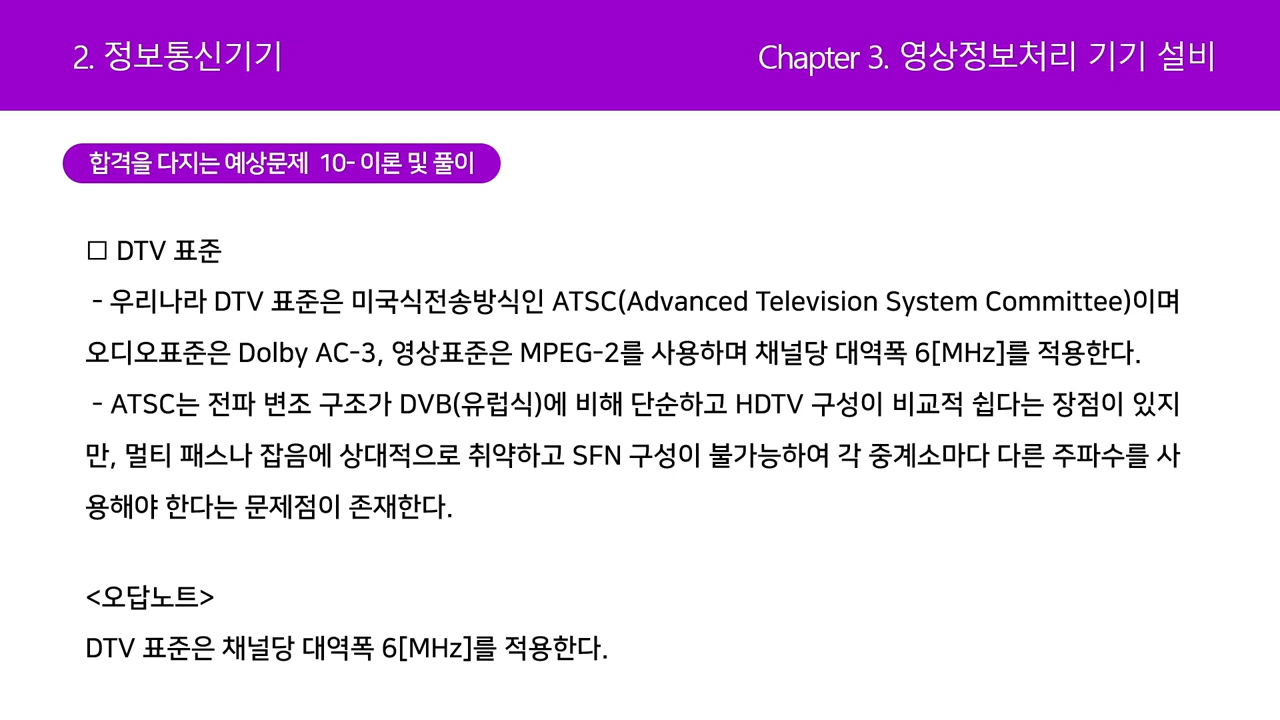 2. 정보통신기기
Chapter 3. 영상정보처리 기기 설비
합격을 다지는 예상문제 10- 이론 및 풀이
□ DTV 표준
- 우리나라 DTV 표준은 미국식전송방식인 ATSC(Advanced Television System Committee)이며
오디오표준은 Dolby AC-3, 영상표준은 MPEG-2를 사용하며 채널당 대역폭 6[MHz]를 적용한다.
- ATSC는 전파 변조 구조가 DVB(유럽식)에 비해 단순하고 HDTV 구성이 비교적 쉽다는 장점이 있지
만, 멀티 패스나 잡음에 상대적으로 취약하고 SFN 구성이 불가능하여 각 중계소마다 다른 주파수를 사
용해야 한다는 문제점이 존재한다.
<오답노트>
DTV 표준은 채널당 대역폭 6[MHz]를 적용한다.